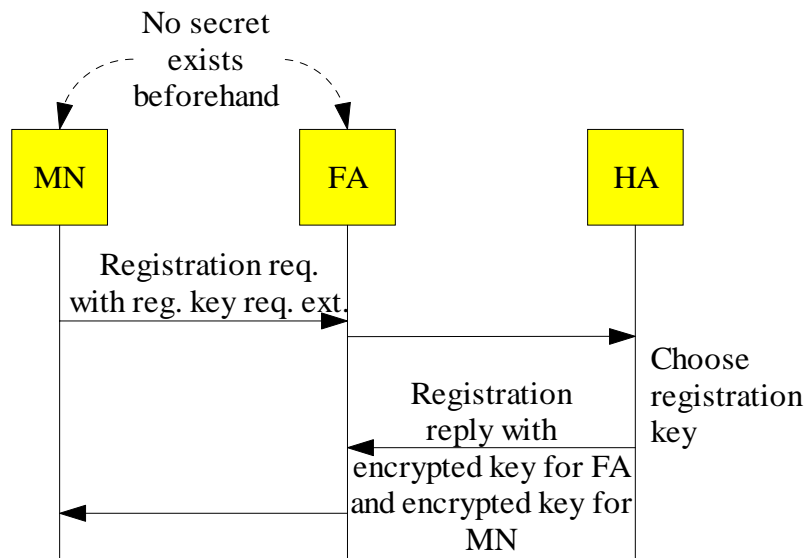 No secret
exists
beforehand
MN
FA
HA
Registration req.
with reg. key req. ext.
Choose
registration
key
Registration
reply with
encrypted key for FA
and encrypted key for
MN